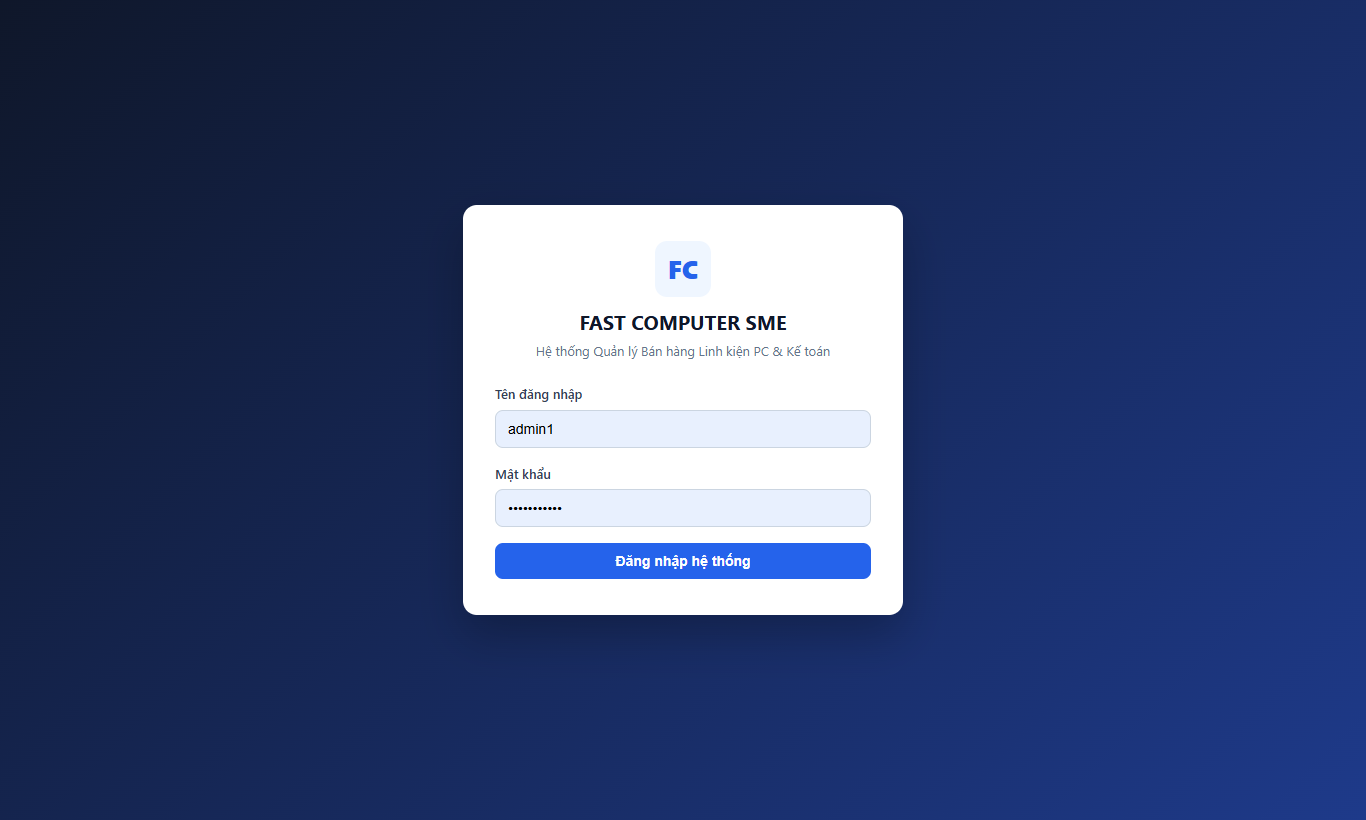 FC
FAST COMPUTER SME
Hệ thống Quản lý Bán hàng Linh kiện PC & Kế toán
Tên đăng nhập
admin1
Mật khẩu
•••••••••••
Đăng nhập hệ thống